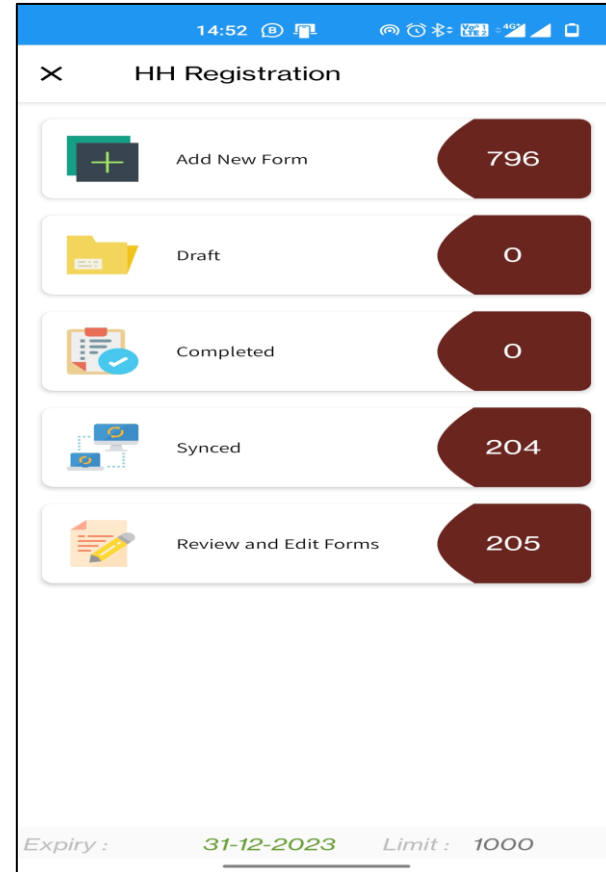 14:52 B 4G+
HH Registration
Add New Form 796
Draft 0
Completed 0
Synced 204
Review and Edit Forms 205
Expiry : 31-12-2023 Limit : 1000